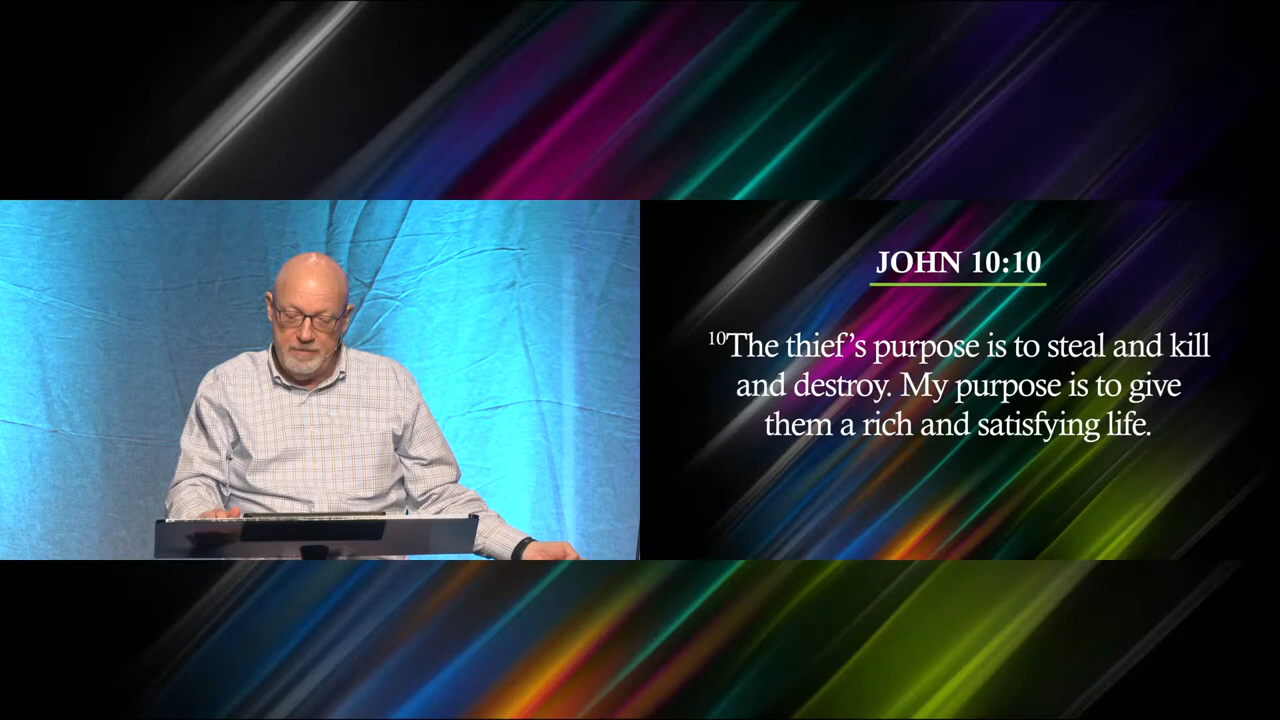 JOHN 10:10
¹⁰The thief’s purpose is to steal and kill
and destroy. My purpose is to give
them a rich and satisfying life.